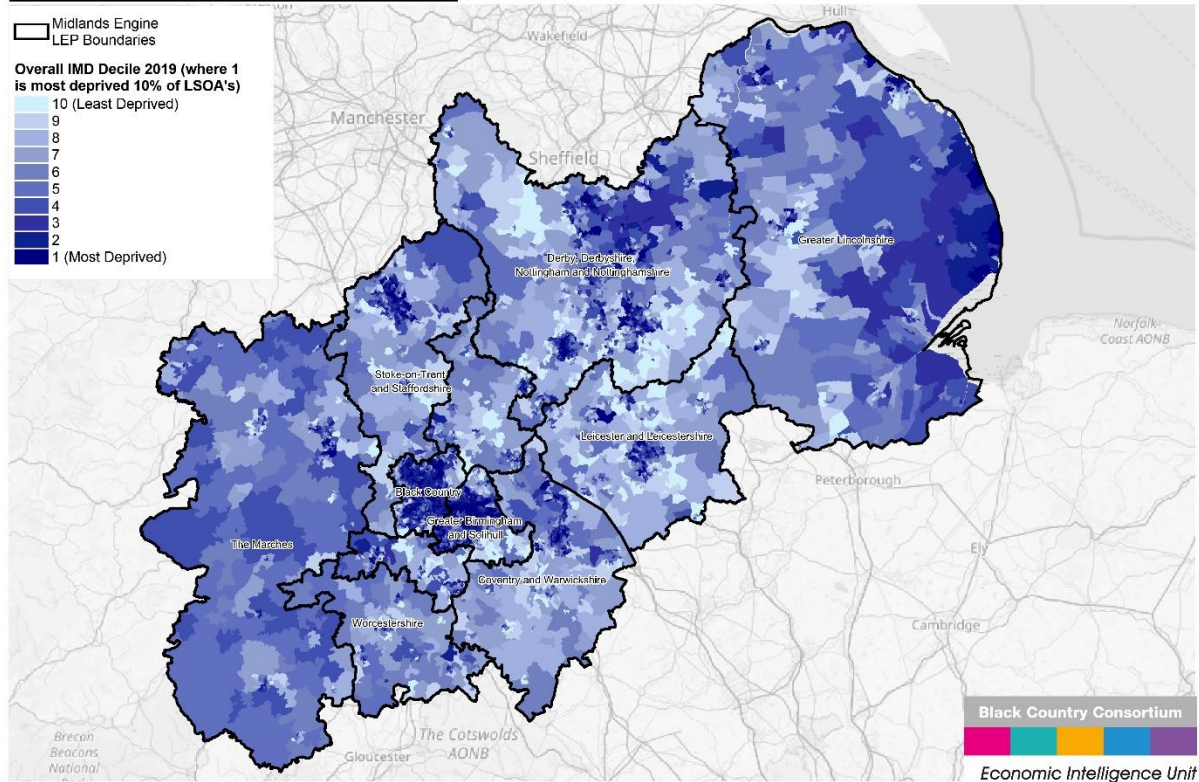 Midlands Engine
LEP Boundaries
Overall IMD Decile 2019 (where 1
is most deprived 10% of LSOA's)
10 (Least Deprived)
9
8
7
6
5
4
3
2
1 (Most Deprived)
Hull
Wakefield
Manchester
Sheffield
Greater Lincolnshire
Derby, Derbyshire,
Nottingham and Nottinghamshire
Norfolk
Coast AONB
Stoke-on-Trent
and Staffordshire
Leicester and Leicestershire
Peterborough
Black Country
Greater Birmingham
and Solihull
The Marches
Ely
Coventry and Warwickshire
Worcestershire
Cambridge
Brecon
Beacons
National
Gloucester
The Cotswolds
AONB
Black Country Consortium
Economic Intelligence Unit